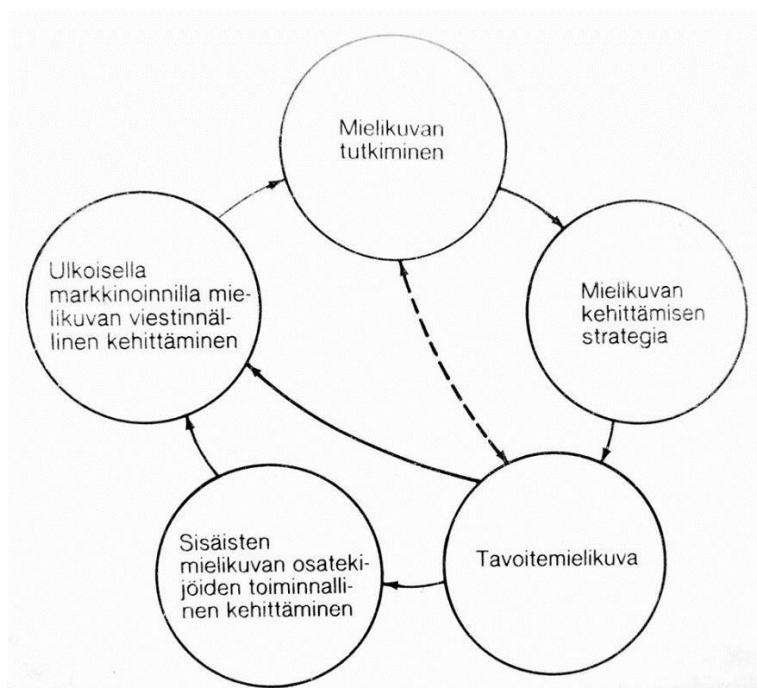 Mielikuvan
tutkiminen
Mielikuvan
kehittämisen
strategia
Tavoitemielikuva
Sisäisten
mielikuvan osateki-
jöiden toiminnalli-
nen kehittäminen
Ulkoisella
markkinoinnilla mie-
likuvan viestinnäl-
linen kehittäminen